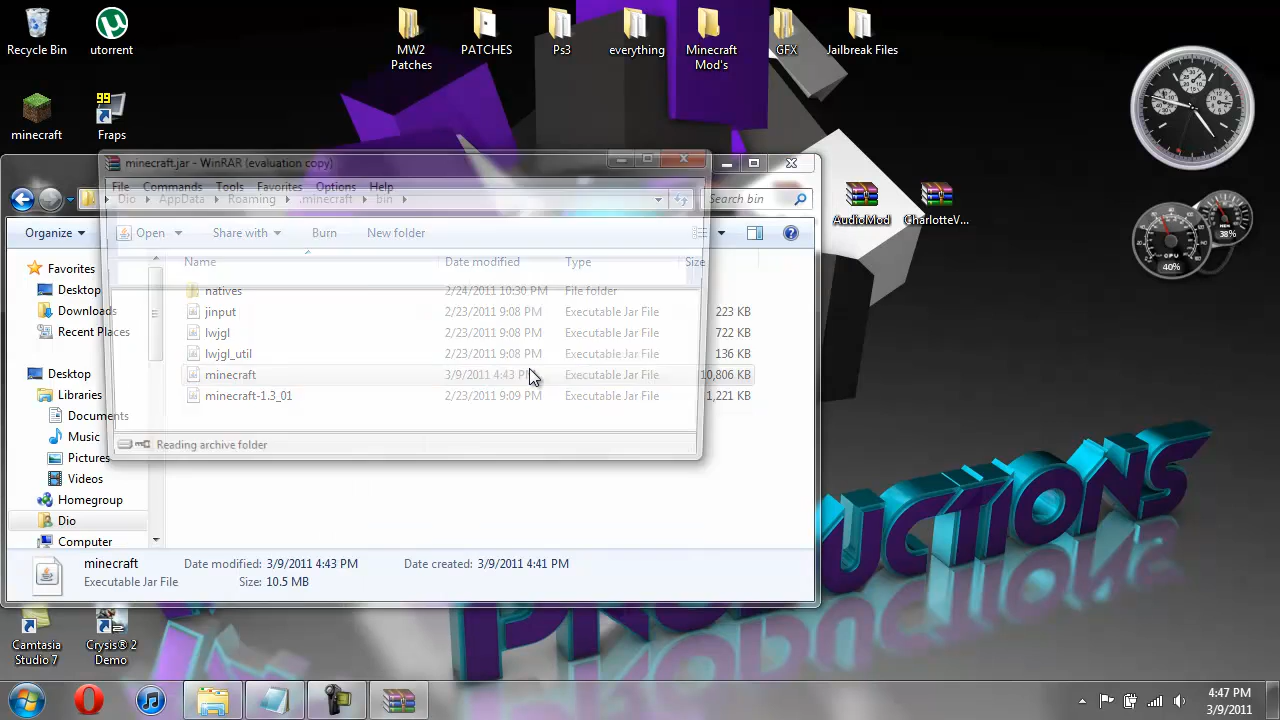 Recycle Bin
utorrent
MW2 Patches
PATCHES
Ps3
everything
Minecraft Mod's
GFX
Jailbreak Files
minecraft
99
Fraps
minecraft.jar - WinRAR (evaluation copy)
File Commands Tools Favorites Options Help
Dio AppData Roaming .minecraft bin
Search bin
AudioMod
CharlotteV...
Organize Open Share with Burn New folder
Name Date modified Type Size
Favorites
Desktop
Downloads
Recent Places
Desktop
Libraries
Documents
Music
Pictures
Videos
Homegroup
Dio
Computer
natives 2/24/2011 10:30 PM File folder
jinput 2/23/2011 9:08 PM Executable Jar File 223 KB
lwjgl 2/23/2011 9:08 PM Executable Jar File 722 KB
lwjgl_util 2/23/2011 9:08 PM Executable Jar File 136 KB
minecraft 3/9/2011 4:43 PM Executable Jar File 10,806 KB
minecraft-1.3_01 2/23/2011 9:09 PM Executable Jar File 1,221 KB
Reading archive folder
38%
CPU
40%
minecraft Date modified: 3/9/2011 4:43 PM Date created: 3/9/2011 4:41 PM
Executable Jar File Size: 10.5 MB
Camtasia Studio 7
Crysis® 2 Demo
4:47 PM
3/9/2011